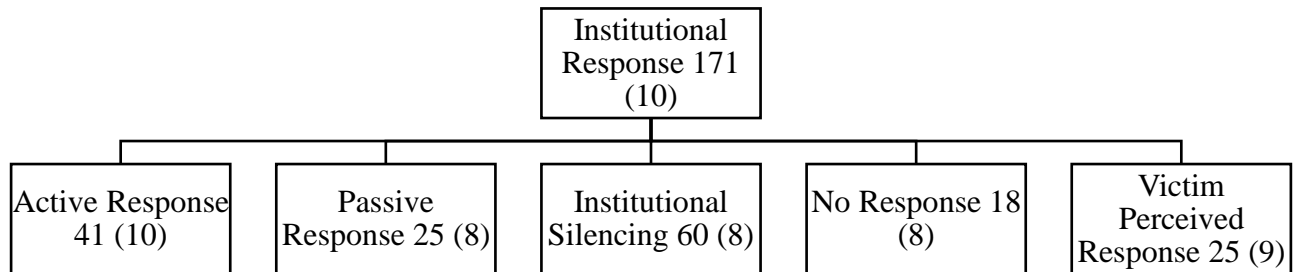 Institutional
Response 171
(10)
Active Response
41 (10)
Passive
Response 25 (8)
Institutional
Silencing 60 (8)
No Response 18
(8)
Victim
Perceived
Response 25 (9)